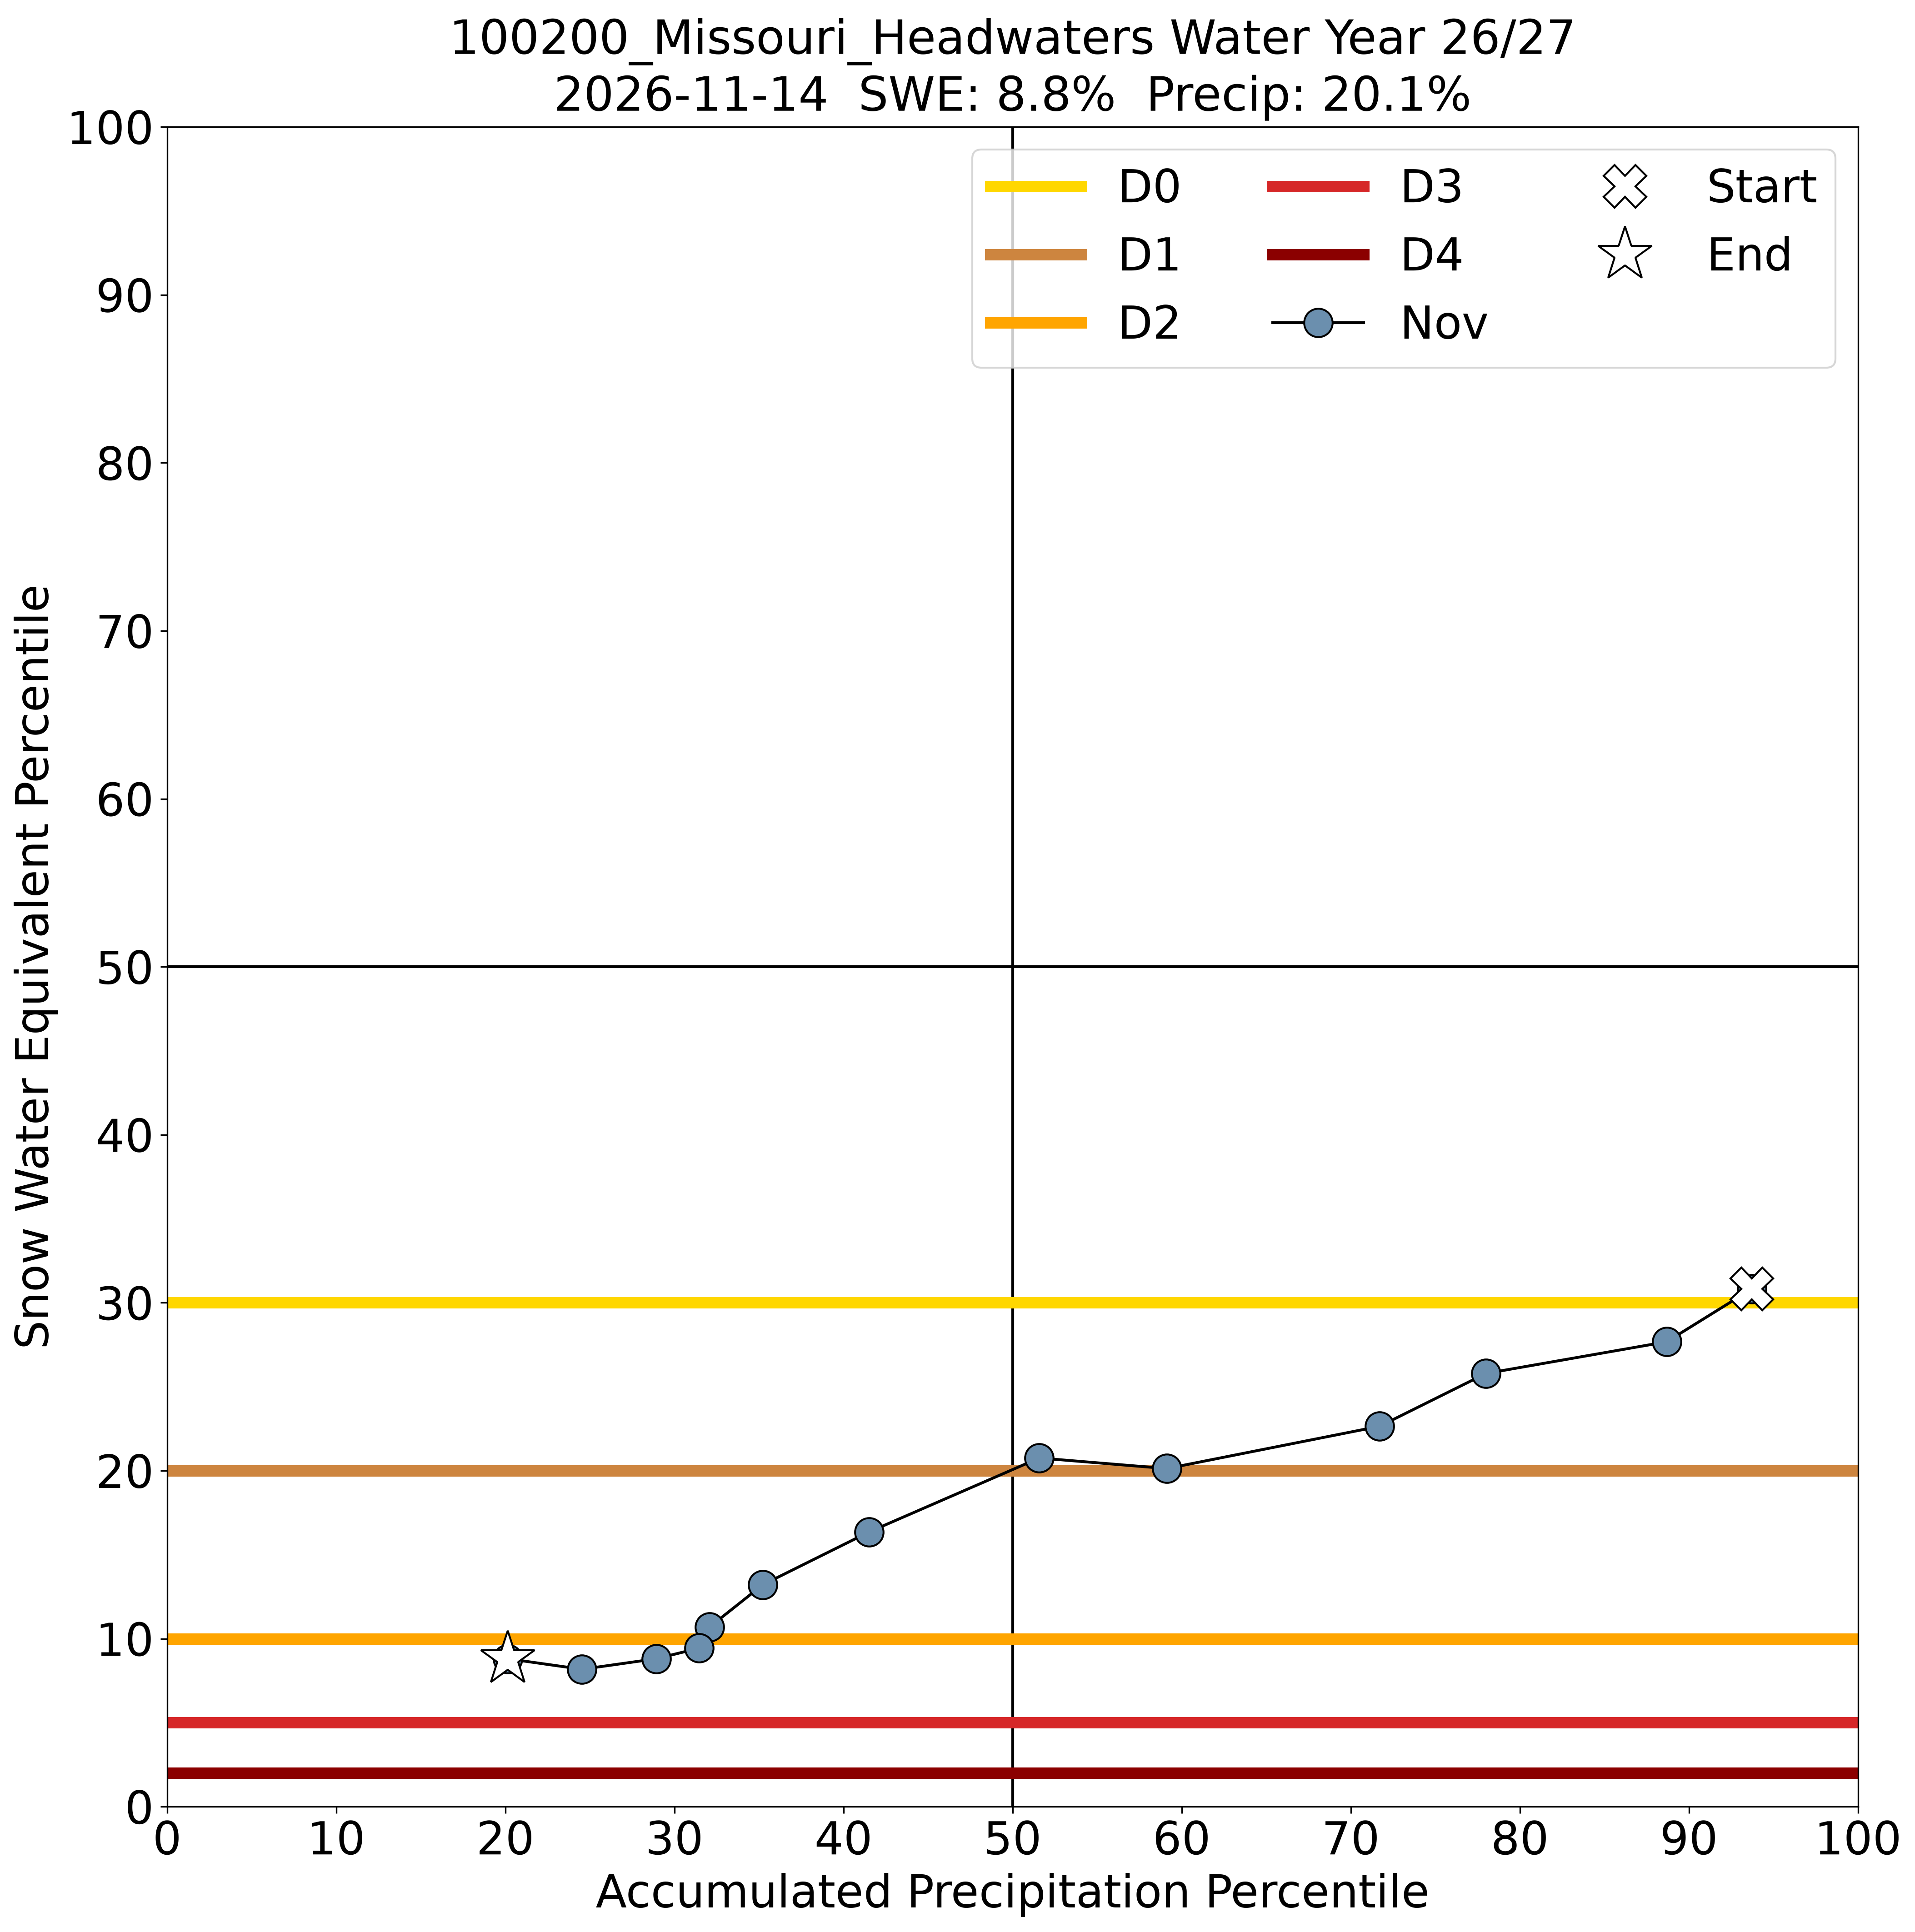 100200_Missouri_Headwaters Water Year 26/27
2026-11-14  SWE: 8.8%  Precip: 20.1%
D0
D1
D2
D3
D4
Nov
Start
End
Snow Water Equivalent Percentile
100
90
80
70
60
50
40
30
20
10
0
0 10 20 30 40 50 60 70 80 90 100
Accumulated Precipitation Percentile